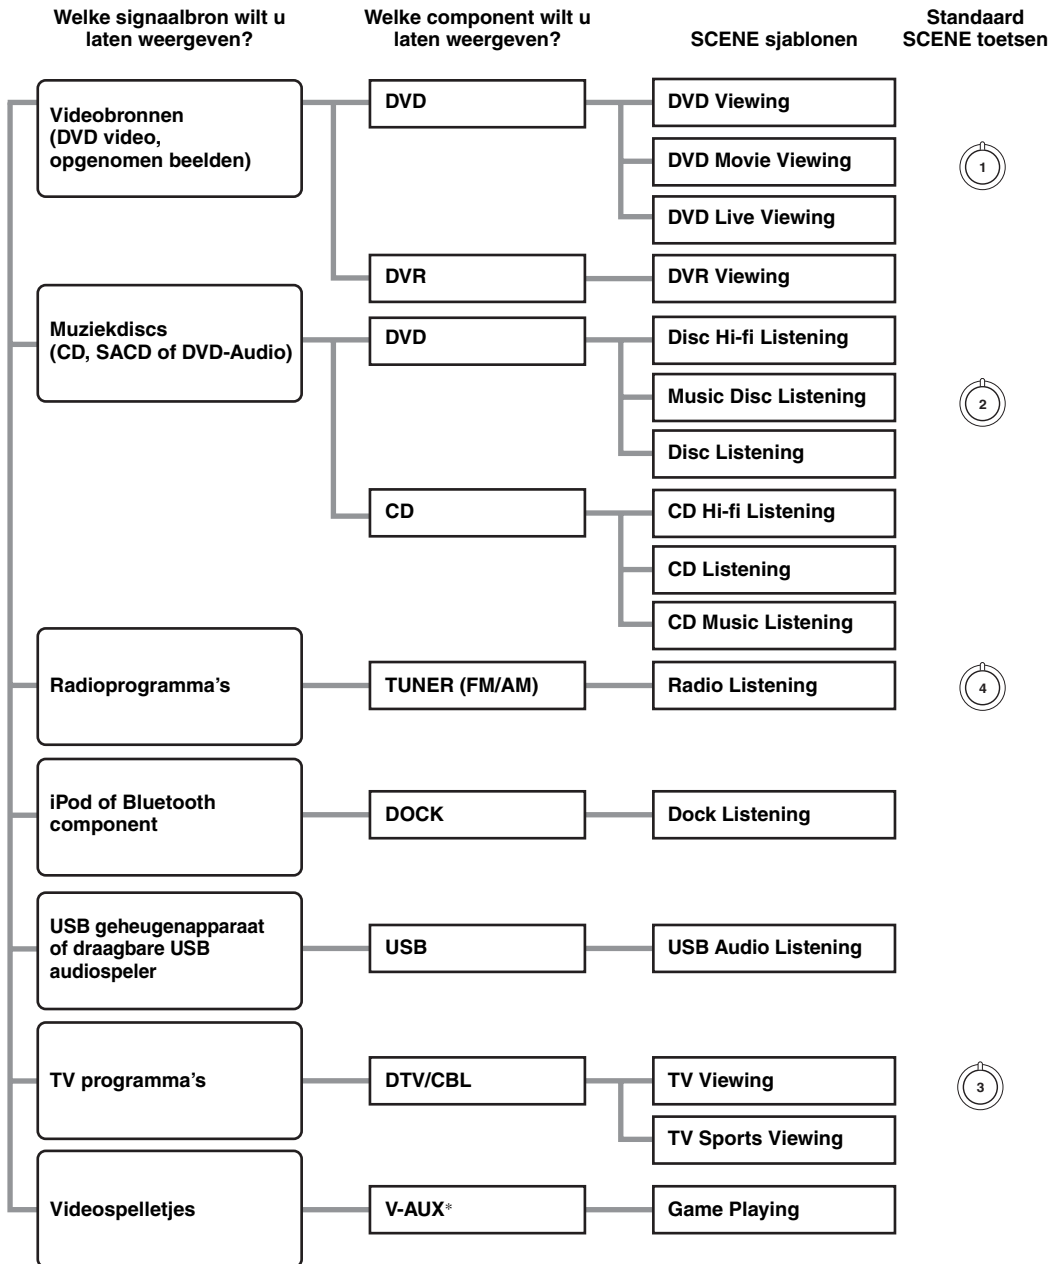 Welke signaalbron wilt u
laten weergeven?
Welke component wilt u
laten weergeven?
SCENE sjablonen
Standaard
SCENE toetsen
Videobronnen
(DVD video,
opgenomen beelden)
DVD
DVD Viewing
DVD Movie Viewing
1
DVD Live Viewing
DVR
DVR Viewing
Muziekdiscs
(CD, SACD of DVD-Audio)
DVD
Disc Hi-fi Listening
Music Disc Listening
2
Disc Listening
CD
CD Hi-fi Listening
CD Listening
CD Music Listening
Radioprogramma's
TUNER (FM/AM)
Radio Listening
4
iPod of Bluetooth
component
DOCK
Dock Listening
USB geheugenapparaat
of draagbare USB
audiospeler
USB
USB Audio Listening
TV programma's
DTV/CBL
TV Viewing
3
TV Sports Viewing
Videospelletjes
V-AUX*
Game Playing